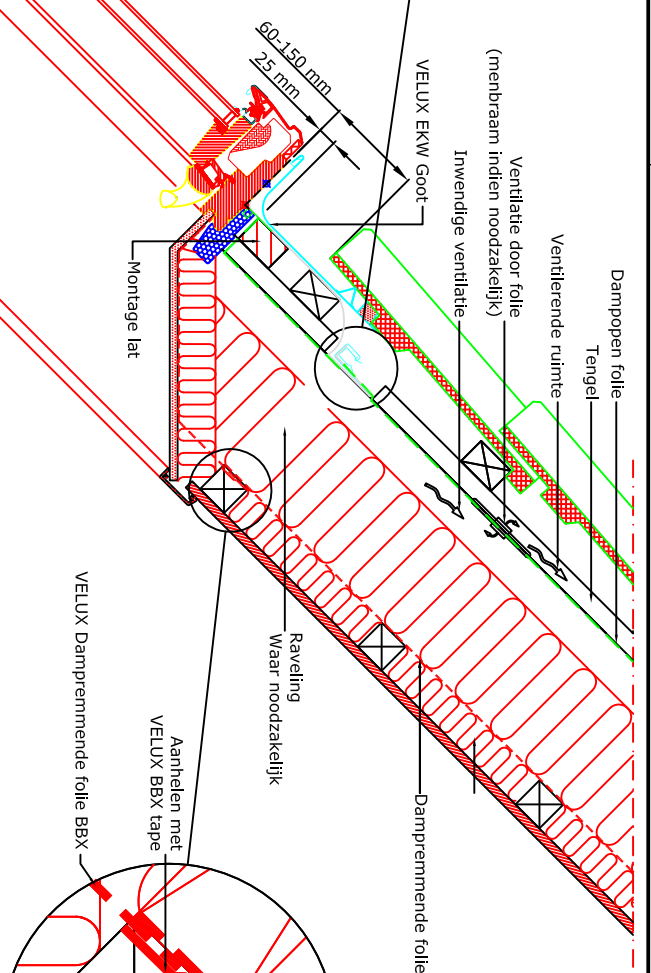 60-150 mm
25 mm
VELUX EKW Goot
Ventilatie door folie
(menbraam indien noodzakelijk)
Inwendige ventilatie
Ventilerende ruimte
Dampopen folie
Tengel
Montage lat
Raveling
Waar noodzakelijk
Dampremmende folie
Aanhelen met
VELUX BBX tape
VELUX Dampremmende folie BBX